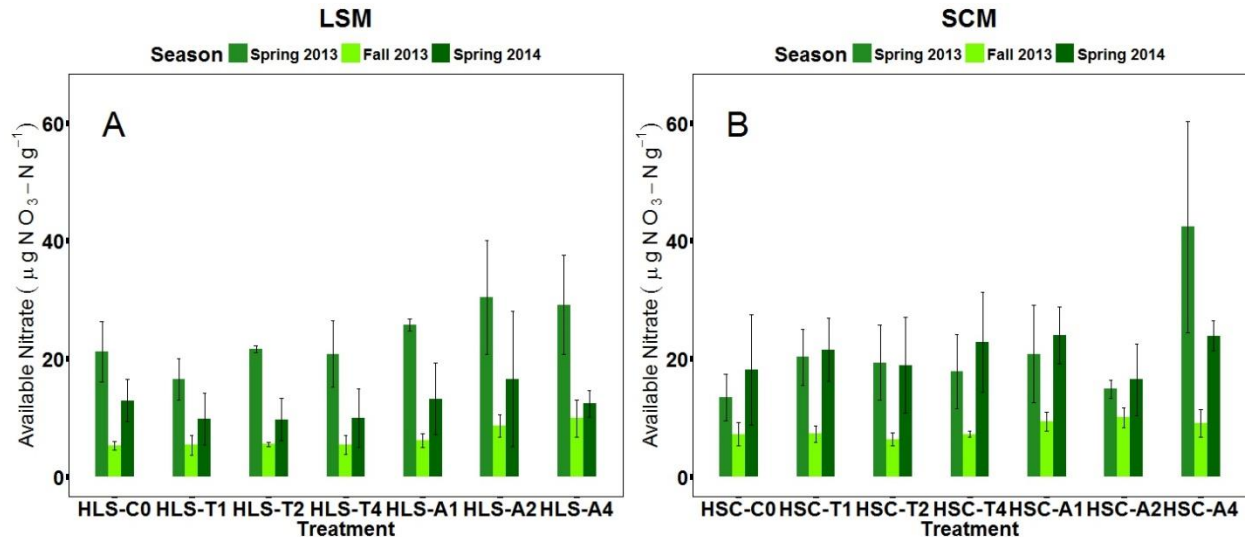 LSM
Season Spring 2013 Fall 2013 Spring 2014
A
Available Nitrate ( μg NO₃−N g⁻¹)
60
40
20
0
HLS-C0 HLS-T1 HLS-T2 HLS-T4 HLS-A1 HLS-A2 HLS-A4
Treatment
SCM
Season Spring 2013 Fall 2013 Spring 2014
B
Available Nitrate ( μg NO₃−N g⁻¹)
60
40
20
0
HSC-C0 HSC-T1 HSC-T2 HSC-T4 HSC-A1 HSC-A2 HSC-A4
Treatment